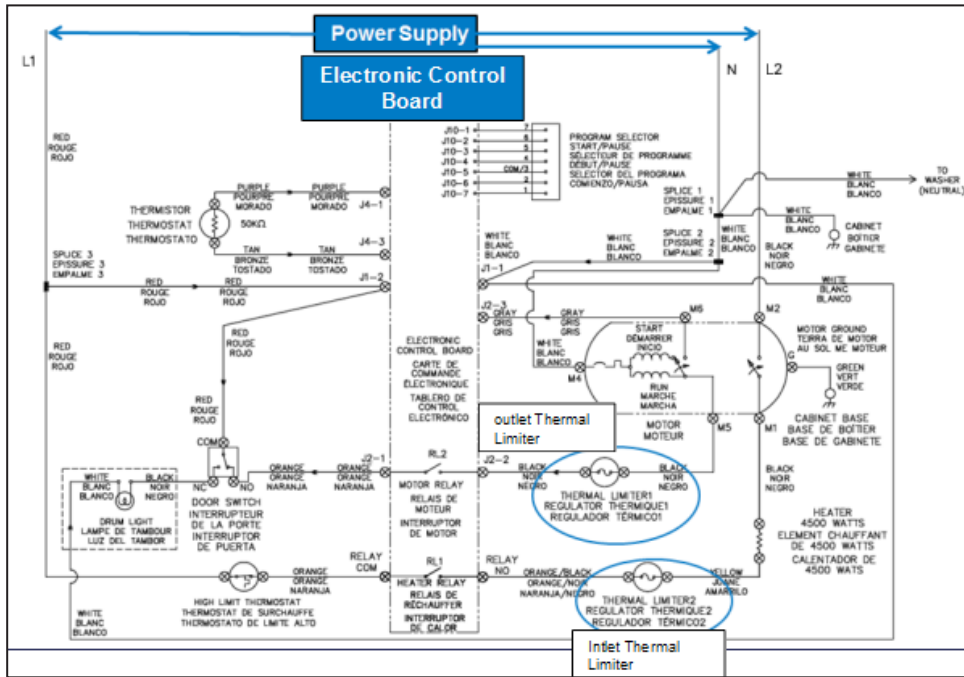 Power Supply
L1
N
L2
Electronic Control
Board
RED
ROUGE
ROJO
J10-1
J10-2
J10-3
J10-4
J10-5
J10-6
J10-7
7
6
5
4
COM/3
2
1
PROGRAM SELECTOR
START/PAUSE
SÉLECTEUR DE PROGRAMME
DÉBUT/PAUSE
SELECTOR DEL PROGRAMA
COMIENZO/PAUSA
WHITE
BLANC
BLANCO
TO
WASHER
(NEUTRAL)
PURPLE
POURPRE
MORADO
PURPLE
POURPRE
MORADO
J4-1
THERMISTOR
THERMOSTAT
THERMOSTATO
50KΩ
TAN
BRONZE
TOSTADO
TAN
BRONZE
TOSTADO
J4-3
SPLICE 1
EPISSURE 1
EMPALME 1
WHITE
BLANC
BLANCO
CABINET
BOÎTIER
GABINETE
SPLICE 2
EPISSURE 2
EMPALME 2
WHITE
BLANC
BLANCO
BLACK
NOIR
NEGRO
WHITE
BLANC
BLANCO
WHITE
BLANC
BLANCO
SPLICE 3
EPISSURE 3
EMPALME 3
RED
ROUGE
ROJO
RED
ROUGE
ROJO
J1-2
J1-1
WHITE
BLANC
BLANCO
J2-3
GRAY
GRIS
GRIS
GRAY
GRIS
GRIS
M6
M2
RED
ROUGE
ROJO
RED
ROUGE
ROJO
ELECTRONIC
CONTROL BOARD
CARTE DE
COMMANDE
ÉLECTRONIQUE
TABLERO DE
CONTROL
ELECTRÓNICO
WHITE
BLANC
BLANCO
START
DÉMARRER
INICIO
M4
RUN
MARCHE
MARCHA
G
MOTOR GROUND
TERRA DE MOTOR
AU SOL ME MOTEUR
GREEN
VERT
VERDE
CABINET BASE
BASE DE BOÎTIER
BASE DE GABINETE
MOTOR
MOTEUR
M5
M1
RED
ROUGE
ROJO
outlet Thermal
Limiter
COM
NC
NO
WHITE
BLANC
BLANCO
BLACK
NOIR
NEGRO
DRUM LIGHT
LAMPE DE TAMBOUR
LUZ DEL TAMBOR
DOOR SWITCH
INTERRUPTEUR
DE LA PORTE
INTERRUPTOR
DE PUERTA
ORANGE
ORANGE
NARANJA
ORANGE
ORANGE
NARANJA
J2-1
RL2
MOTOR RELAY
RELAIS DE
MOTEUR
INTERRUPTOR
DE MOTOR
J2-2
BLACK
NOIR
NEGRO
BLACK
NOIR
NEGRO
THERMAL LIMITER1
REGULATOR THERMIQUE1
REGULADOR TÉRMICO1
BLACK
NOIR
NEGRO
HEATER
4500 WATTS
ELEMENT CHAUFFANT
DE 4500 WATTS
CALENTADOR DE
4500 WATS
ORANGE
ORANGE
NARANJA
RELAY
COM
RL1
HEATER RELAY
RELAIS DE
RÉCHAUFFER
INTERRUPTOR
DE CALOR
RELAY
NO
ORANGE/BLACK
ORANGE/NOIR
NARANJA/NEGRO
YELLOW
JUANE
AMARRILO
HIGH LIMIT THERMOSTAT
THERMOSTAT DE SURCHAUFFE
THERMOSTATO DE LIMITE ALTO
THERMAL LIMITER2
REGULATOR THERMIQUE2
REGULADOR TÉRMICO2
WHITE
BLANC
BLANCO
Intlet Thermal
Limiter